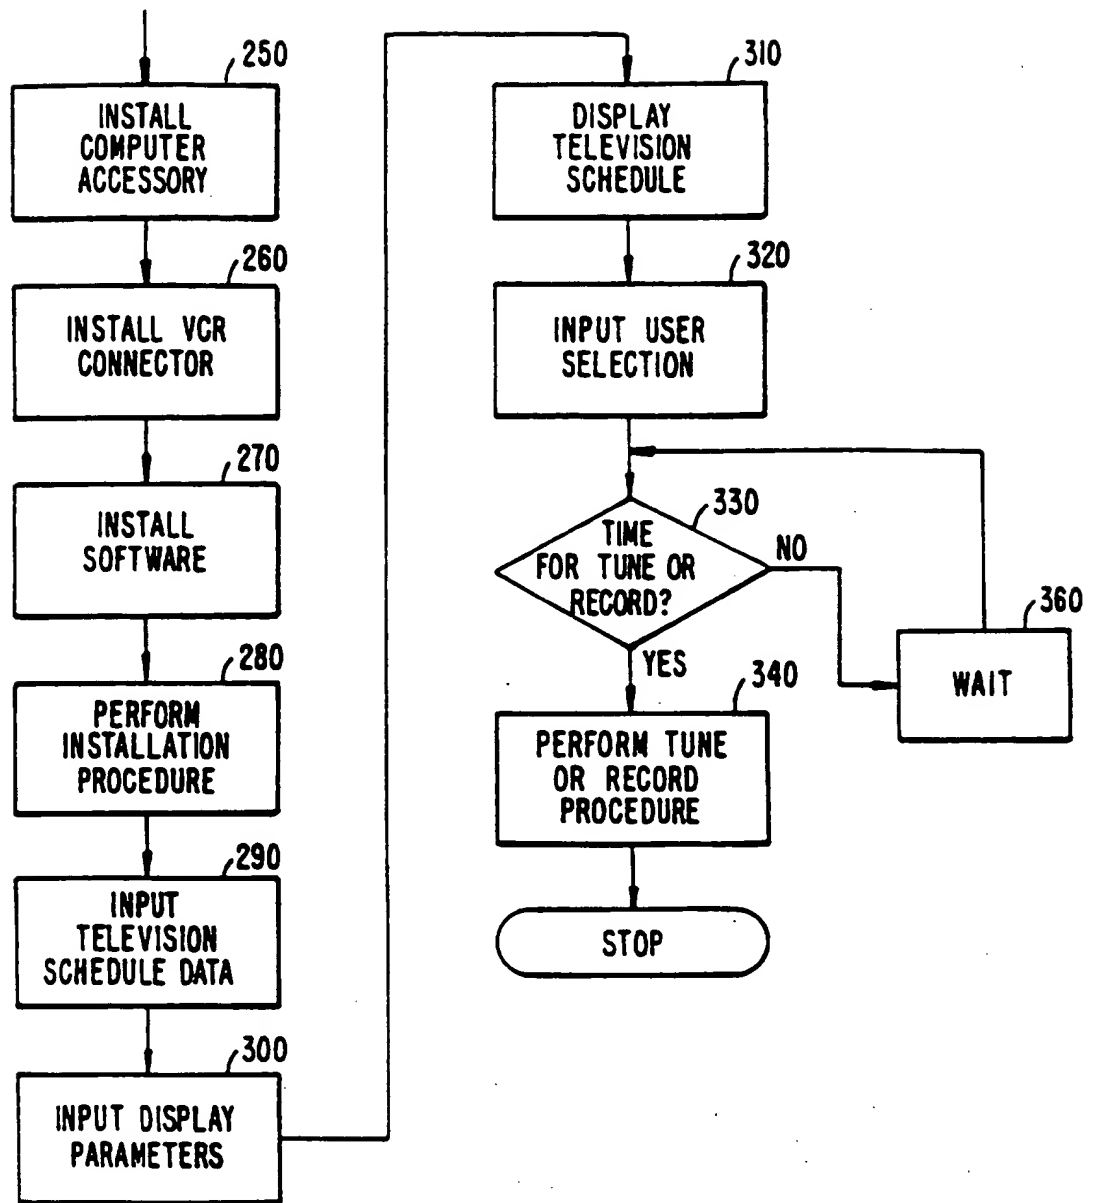 250
INSTALL
COMPUTER
ACCESSORY
260
INSTALL VCR
CONNECTOR
270
INSTALL
SOFTWARE
280
PERFORM
INSTALLATION
PROCEDURE
290
INPUT
TELEVISION
SCHEDULE DATA
300
INPUT DISPLAY
PARAMETERS
310
DISPLAY
TELEVISION
SCHEDULE
320
INPUT USER
SELECTION
330
TIME
FOR TUNE OR
RECORD?
NO
YES
360
WAIT
340
PERFORM TUNE
OR RECORD
PROCEDURE
STOP